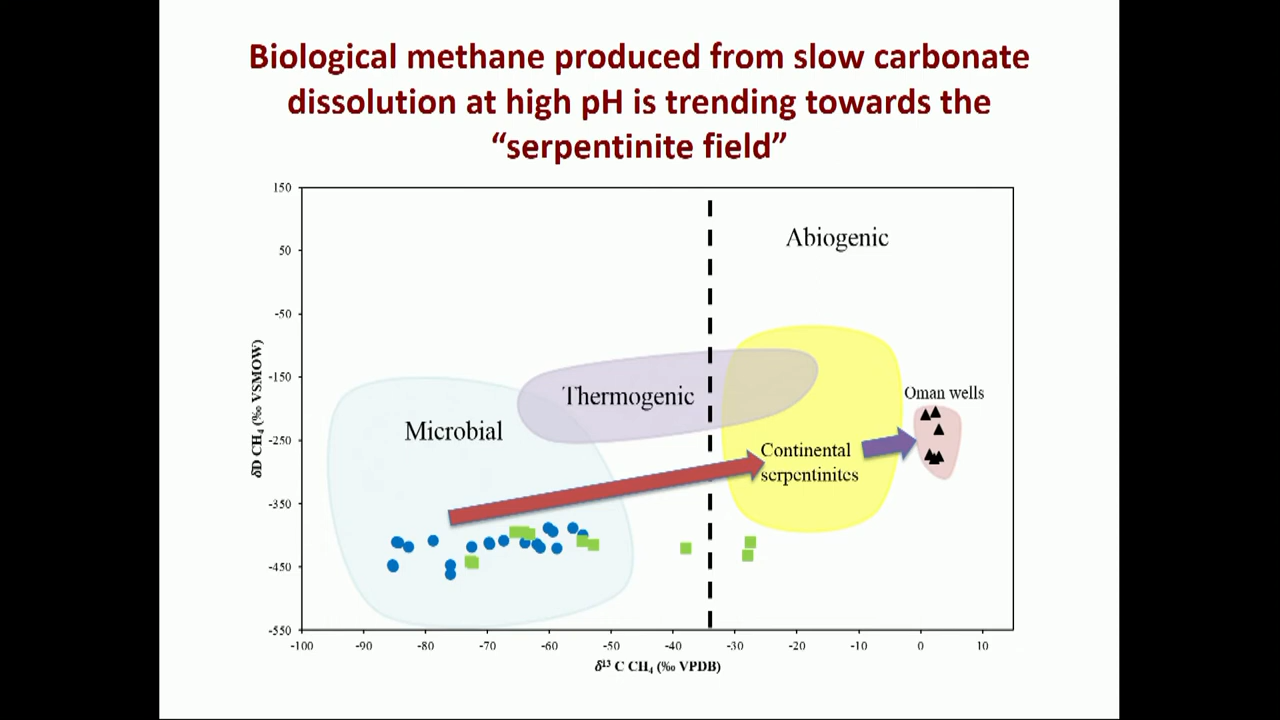 Biological methane produced from slow carbonate
dissolution at high pH is trending towards the
“serpentinite field”
150
50
-50
-150
-250
-350
-450
-550
δD CH₄ (‰ VSMOW)
Abiogenic
Thermogenic
Microbial
Oman wells
Continental
serpentinites
-100 -90 -80 -70 -60 -50 -40 -30 -20 -10 0 10
δ¹³ C CH₄ (‰ VPDB)